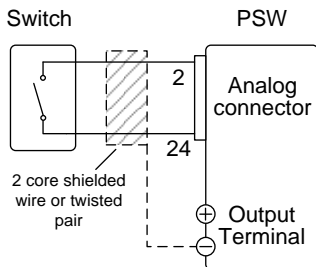 Switch
PSW
2
Analog
connector
24
2 core shielded
wire or twisted
pair
Output
Terminal